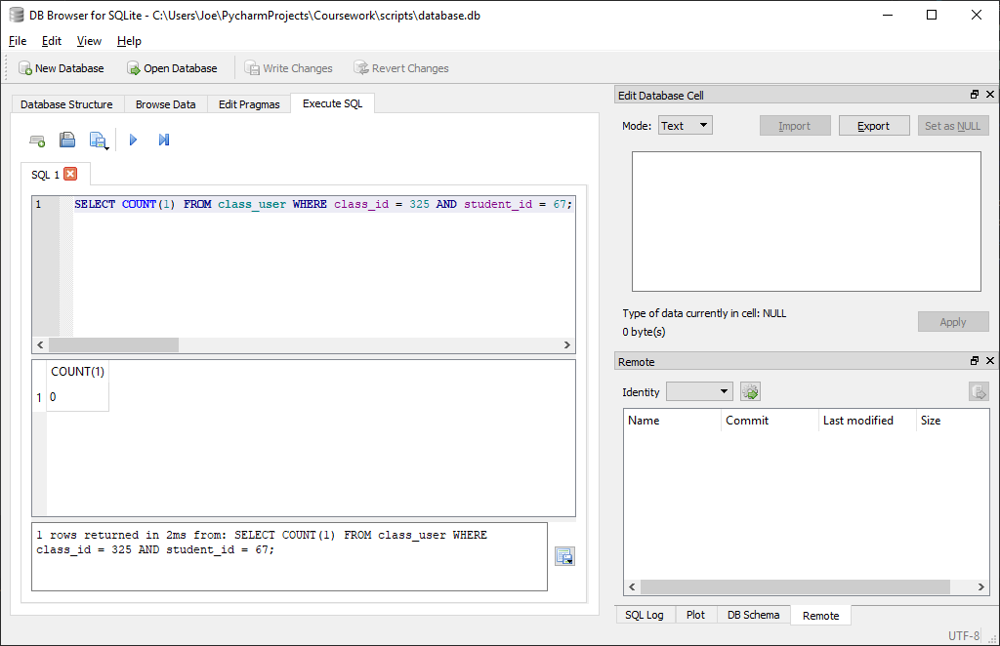 DB Browser for SQLite - C:\Users\Joe\PycharmProjects\Coursework\scripts\database.db
File Edit View Help
New Database Open Database Write Changes Revert Changes
Database Structure Browse Data Edit Pragmas Execute SQL
SQL 1
1 SELECT COUNT(1) FROM class_user WHERE class_id = 325 AND student_id = 67;
COUNT(1)
1 0
1 rows returned in 2ms from: SELECT COUNT(1) FROM class_user WHERE
class_id = 325 AND student_id = 67;
Edit Database Cell
Mode: Text Import Export Set as NULL
Type of data currently in cell: NULL
0 byte(s)
Apply
Remote
Identity
Name Commit Last modified Size
SQL Log Plot DB Schema Remote
UTF-8